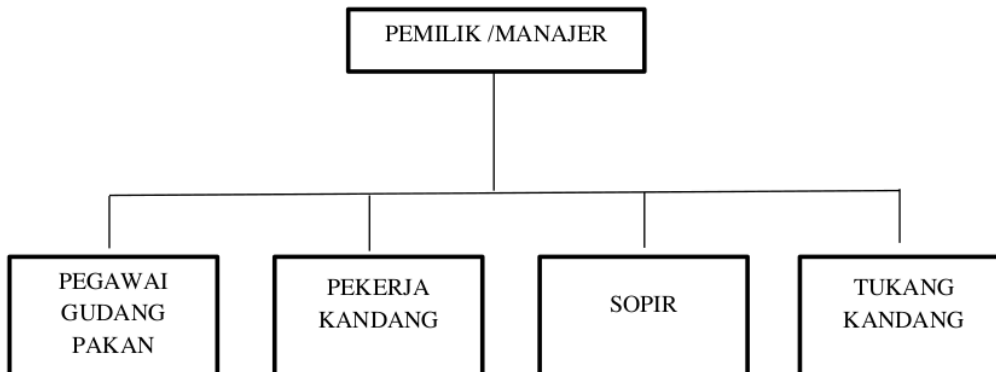 PEMILIK /MANAJER
PEGAWAI
GUDANG
PAKAN
PEKERJA
KANDANG
SOPIR
TUKANG
KANDANG